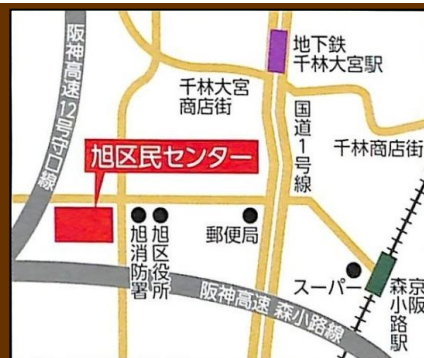 阪神高速12号守口線
地下鉄
千林大宮駅
千林大宮
商店街
国道1号線
千林商店街
旭区民センター
旭消防署
旭区役所
郵便局
スーパー
京阪
森小路駅
阪神高速 森小路線